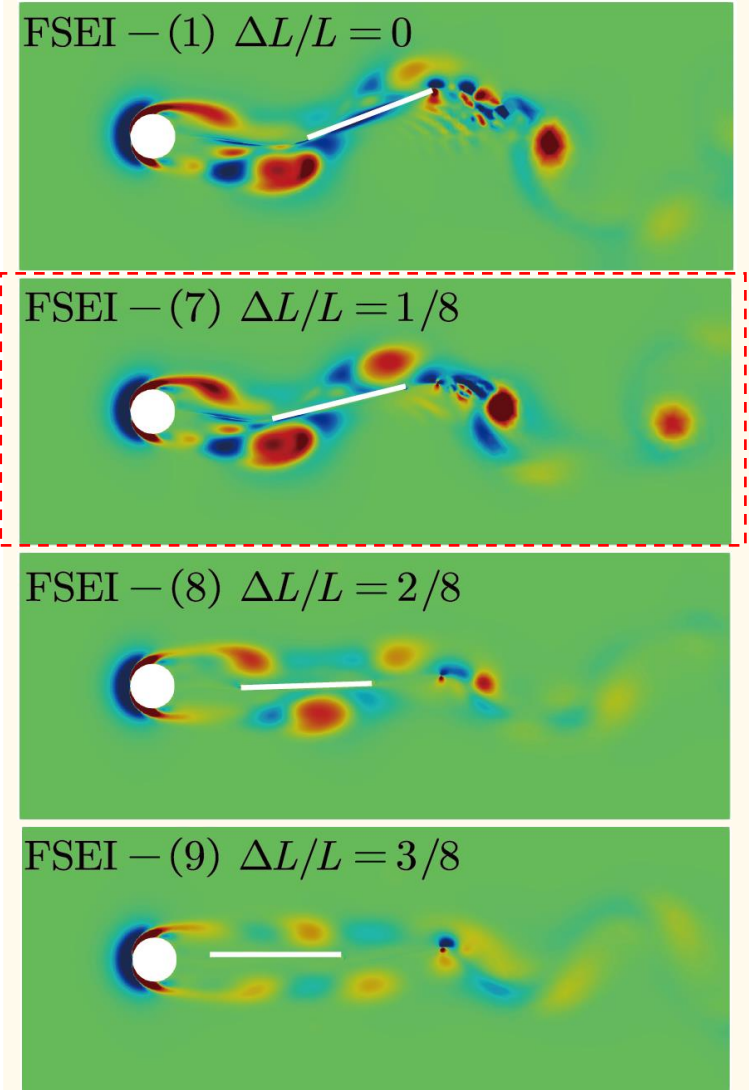 FSEI−(1) ΔL/L=0
FSEI−(7) ΔL/L=1/8
FSEI−(8) ΔL/L=2/8
FSEI−(9) ΔL/L=3/8